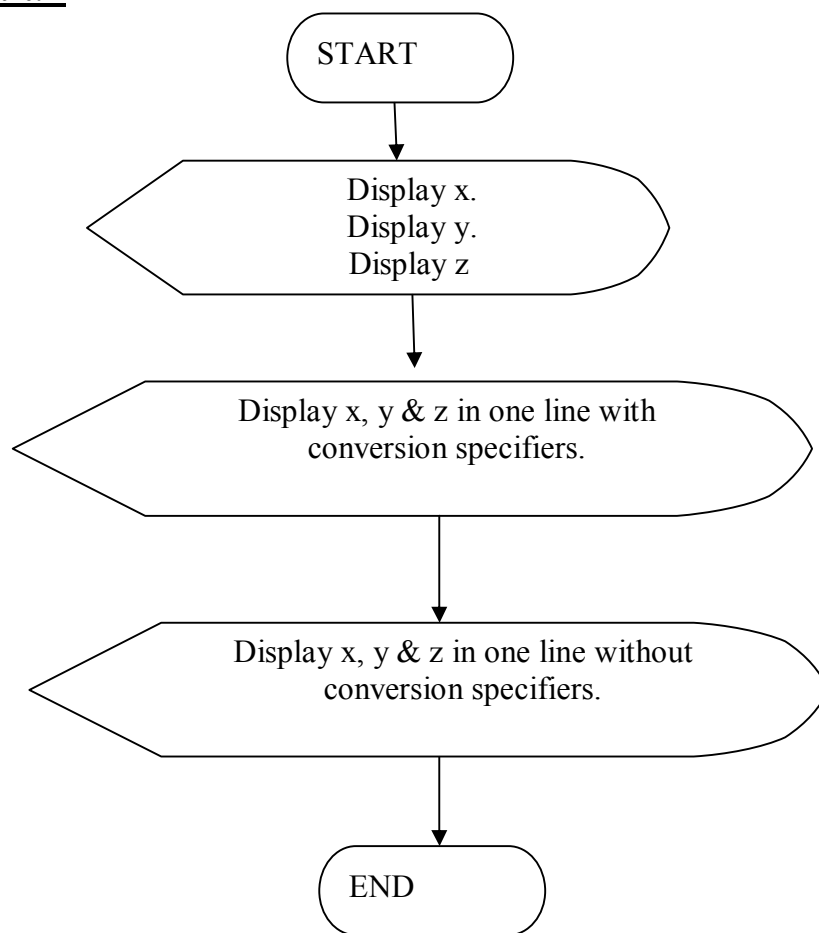 START
Display x.
Display y.
Display z
Display x, y & z in one line with
conversion specifiers.
Display x, y & z in one line without
conversion specifiers.
END